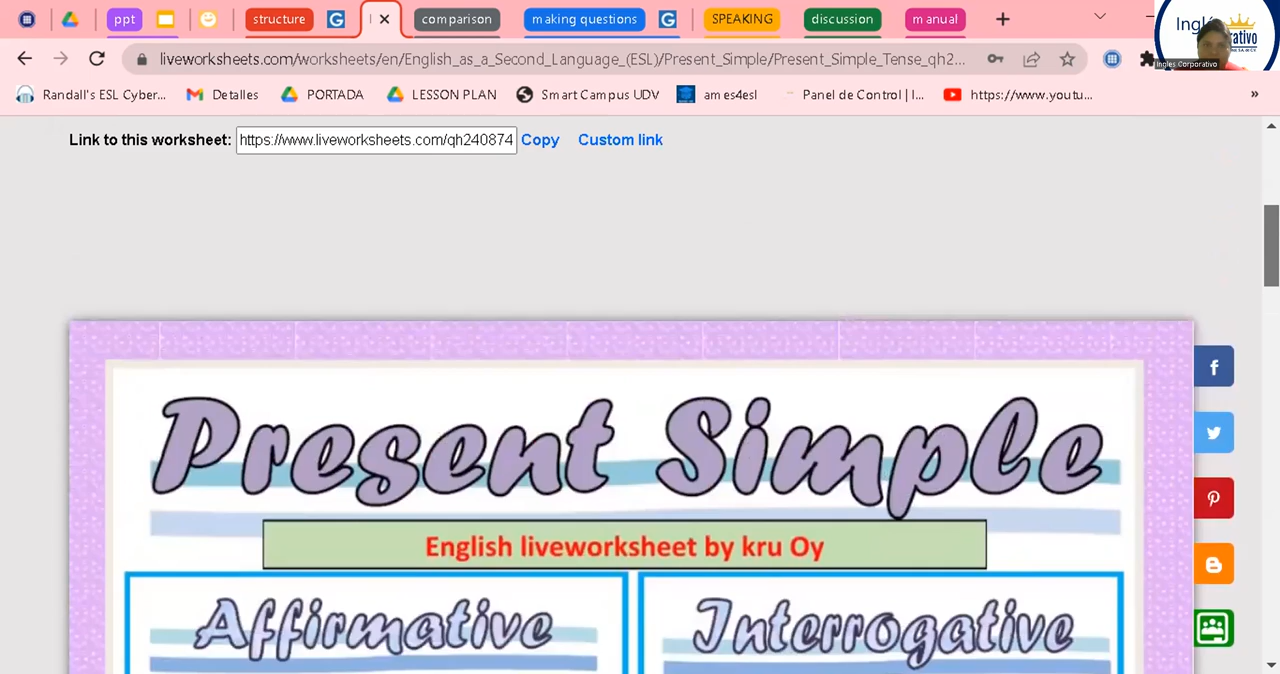 ppt structure comparison making questions SPEAKING discussion manual
liveworksheets.com/worksheets/en/English_as_a_Second_Language_(ESL)/Present_Simple/Present_Simple_Tense_qh2...
Inglés Corporativo
Randall's ESL Cyber... Detalles PORTADA LESSON PLAN Smart Campus UDV ames4esl Panel de Control | I... https://www.youtu... »
Link to this worksheet: https://www.liveworksheets.com/qh240874 Copy Custom link
Present Simple
English liveworksheet by kru Oy
Affirmative Interrogative